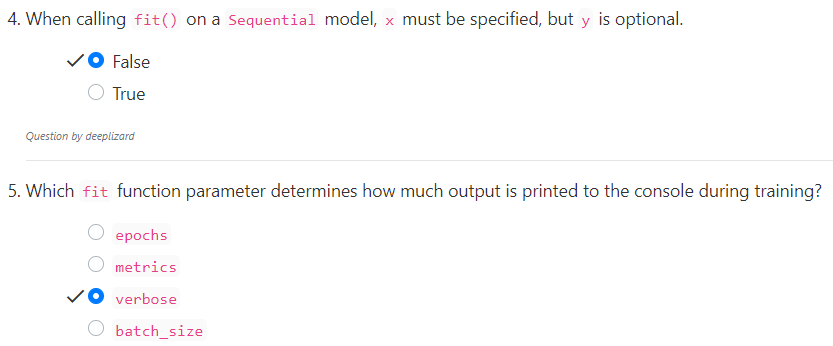 4. When calling fit() on a Sequential model, x must be specified, but y is optional.
False
True
Question by deeplizard
5. Which fit function parameter determines how much output is printed to the console during training?
epochs
metrics
verbose
batch_size